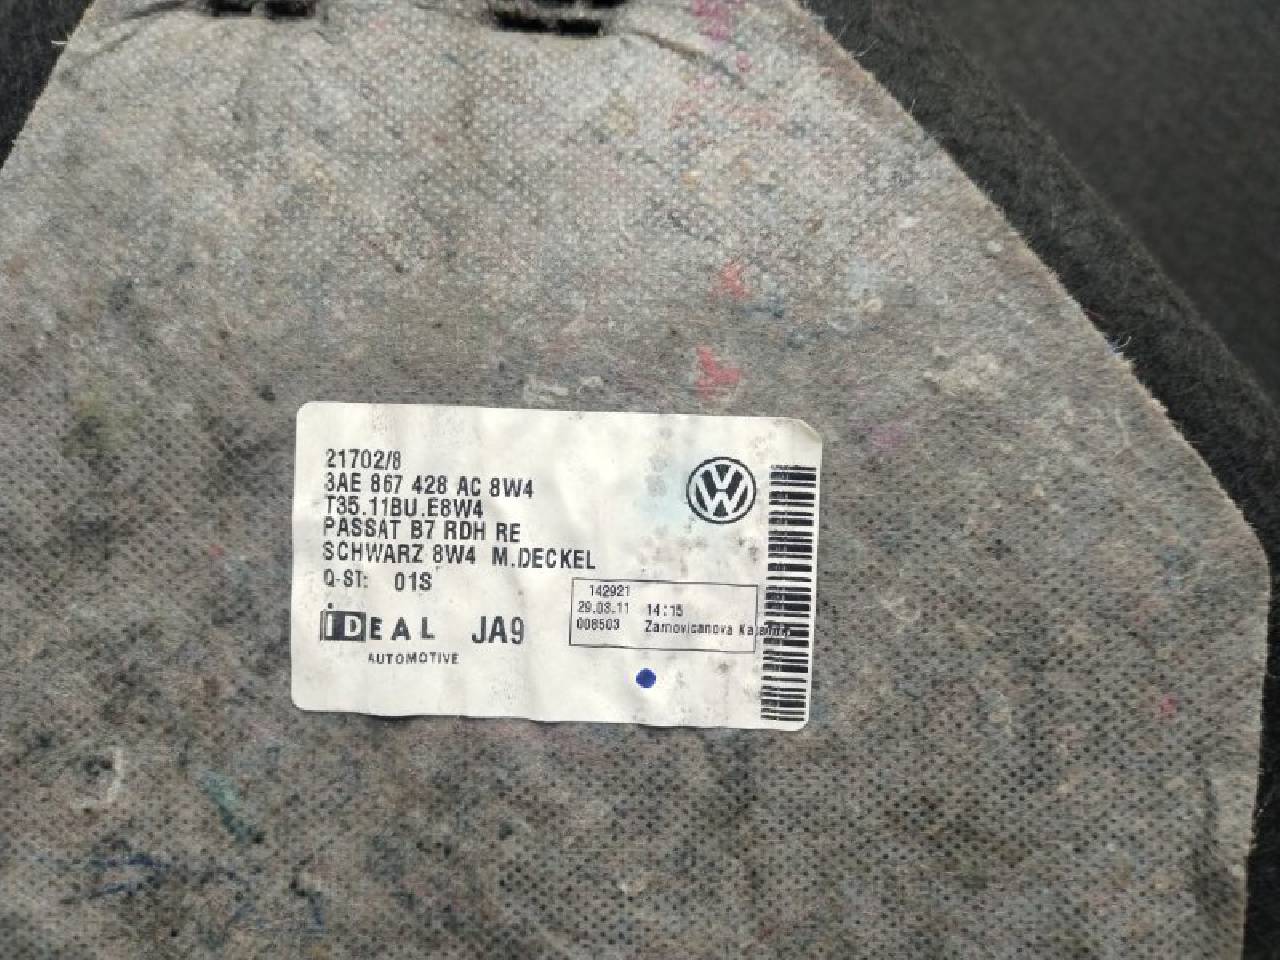 21702/8
3AE 867 428 AC 8W4
T35.11BU.E8W4
PASSAT B7 RDH RE
SCHWARZ 8W4 M.DECKEL
Q-ST: 01S
142921
29.03.11 14:15
008503 Zamovicanova
iDEAL JA9
AUTOMOTIVE